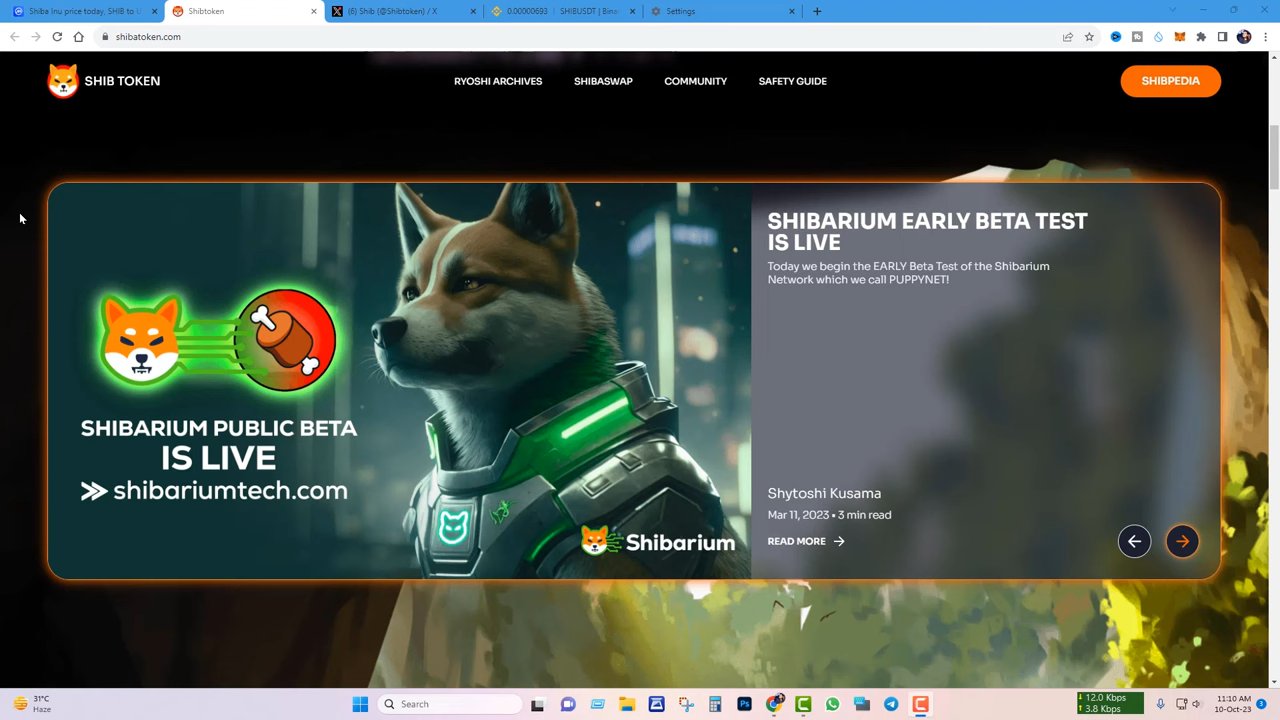 Shiba Inu price today, SHIB to U
Shibtoken
(6) Shib (@Shibtoken) / X
0.00000693 | SHIBUSDT | Bina
Settings
shibatoken.com
SHIB TOKEN
RYOSHI ARCHIVES
SHIBASWAP
COMMUNITY
SAFETY GUIDE
SHIBPEDIA
SHIBARIUM PUBLIC BETA
IS LIVE
shibariumtech.com
Shibarium
SHIBARIUM EARLY BETA TEST
IS LIVE
Today we begin the EARLY Beta Test of the Shibarium
Network which we call PUPPYNET!
Shytoshi Kusama
Mar 11, 2023 • 3 min read
READ MORE
31°C
Haze
Search
Ps
12.0 Kbps
3.8 Kbps
11:10 AM
10-Oct-23
3